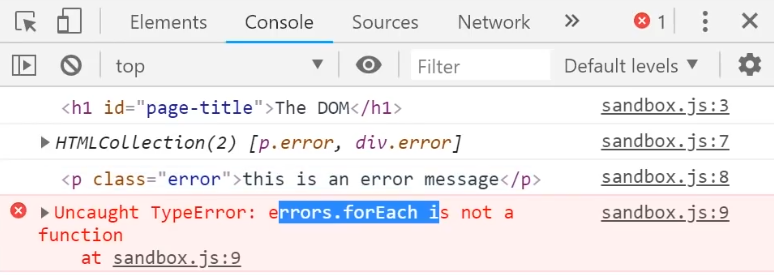 Elements Console Sources Network » 1
top Filter Default levels
<h1 id="page-title">The DOM</h1> sandbox.js:3
HTMLCollection(2) [p.error, div.error] sandbox.js:7
<p class="error">this is an error message</p> sandbox.js:8
Uncaught TypeError: errors.forEach is not a sandbox.js:9
function
at sandbox.js:9